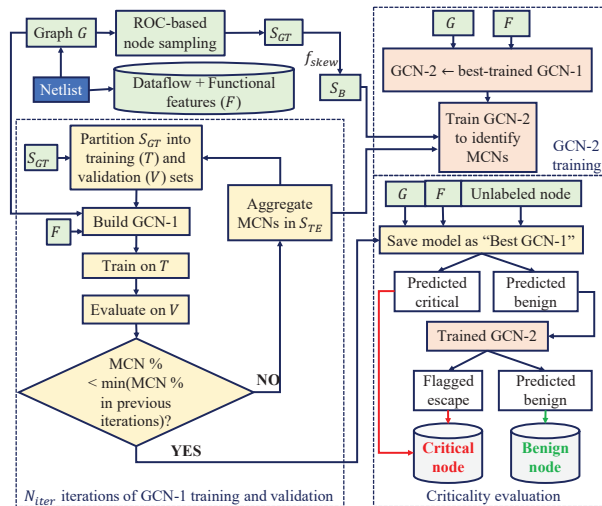 Graph G
ROC-based
node sampling
S_GT
f_skew
S_B
Netlist
Dataflow + Functional
features (F)
G
F
GCN-2 ← best-trained GCN-1
Train GCN-2
to identify
MCNs
GCN-2
training
Partition S_GT into
training (T) and
validation (V) sets
S_GT
Build GCN-1
F
Train on T
Evaluate on V
MCN %
< min(MCN %
in previous
iterations)?
NO
YES
Aggregate
MCNs in S_TE
N_iter iterations of GCN-1 training and validation
G
F
Unlabeled node
Save model as “Best GCN-1”
Predicted
critical
Predicted
benign
Trained GCN-2
Flagged
escape
Predicted
benign
Critical
node
Benign
node
Criticality evaluation